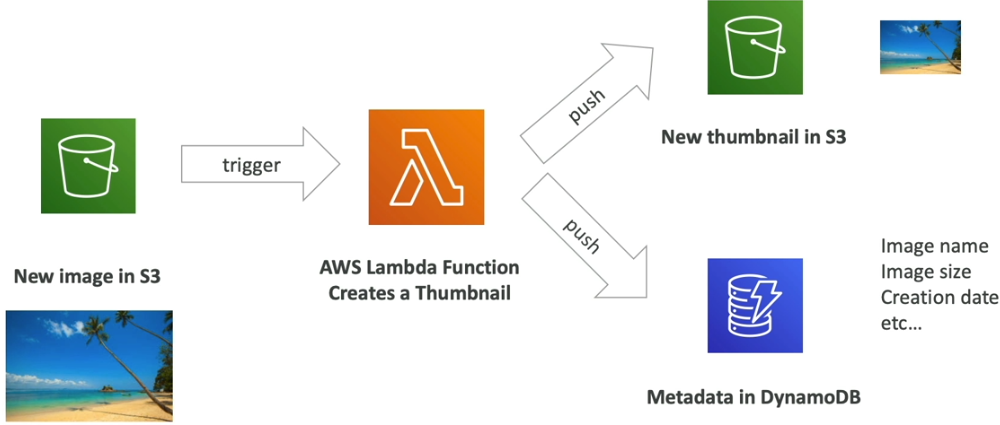 New image in S3
trigger
AWS Lambda Function
Creates a Thumbnail
push
New thumbnail in S3
push
Metadata in DynamoDB
Image name
Image size
Creation date
etc...